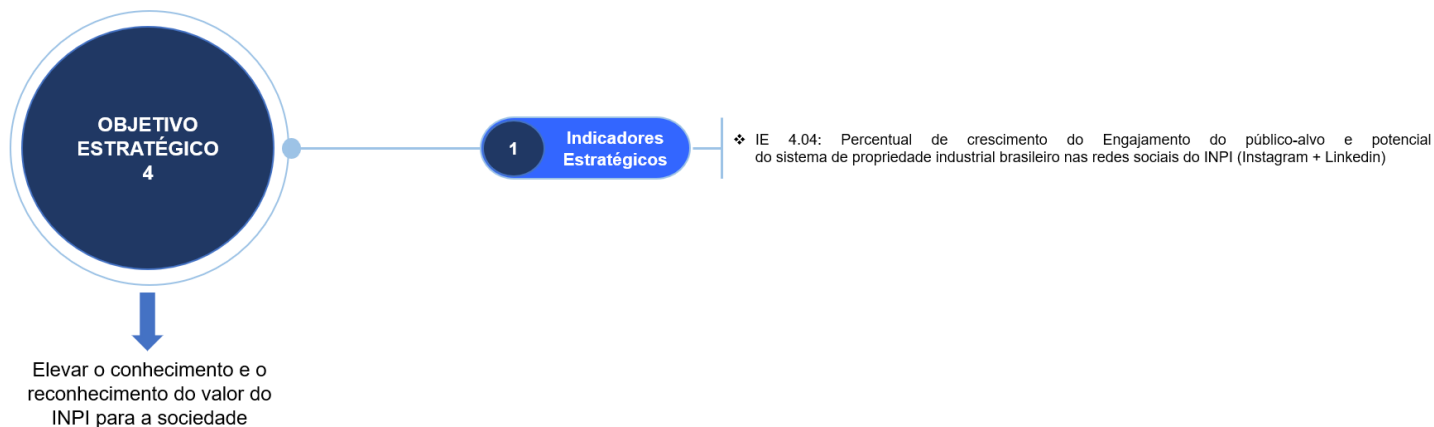 OBJETIVO
ESTRATÉGICO
4
1
Indicadores
Estratégicos
❖ IE 4.04: Percentual de crescimento do Engajamento do público-alvo e potencial
do sistema de propriedade industrial brasileiro nas redes sociais do INPI (Instagram + Linkedin)
Elevar o conhecimento e o
reconhecimento do valor do
INPI para a sociedade